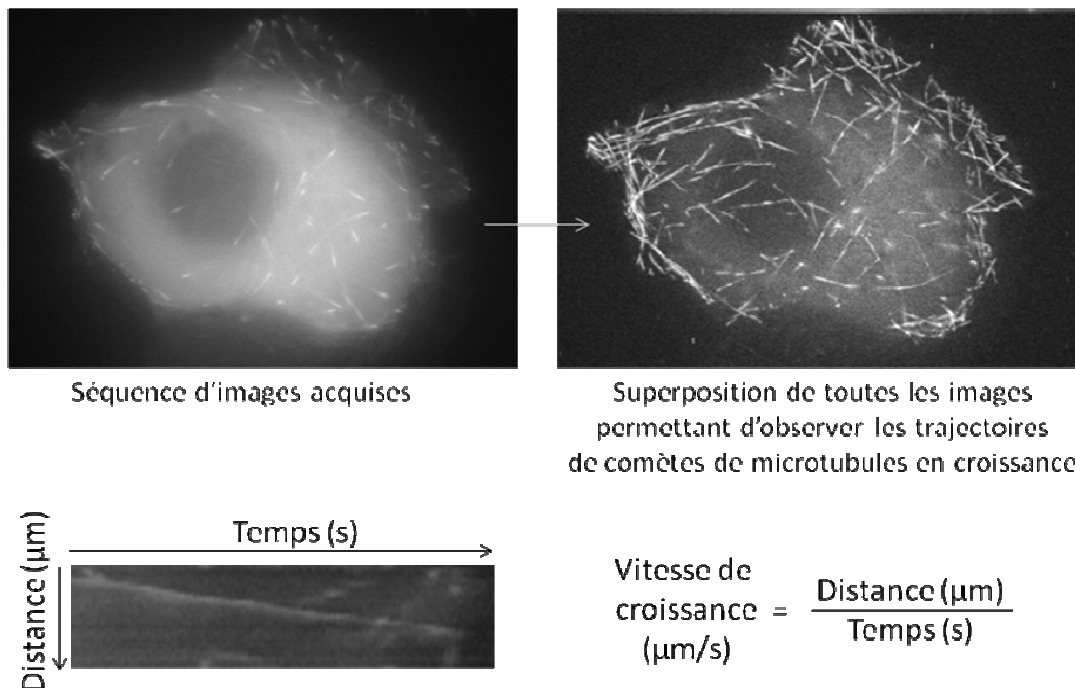 Séquence d'images acquises
Superposition de toutes les images
permettant d'observer les trajectoires
de comètes de microtubules en croissance
Temps (s)
Distance (µm)
Vitesse de
croissance
(µm/s)
=
Distance (µm)
Temps (s)